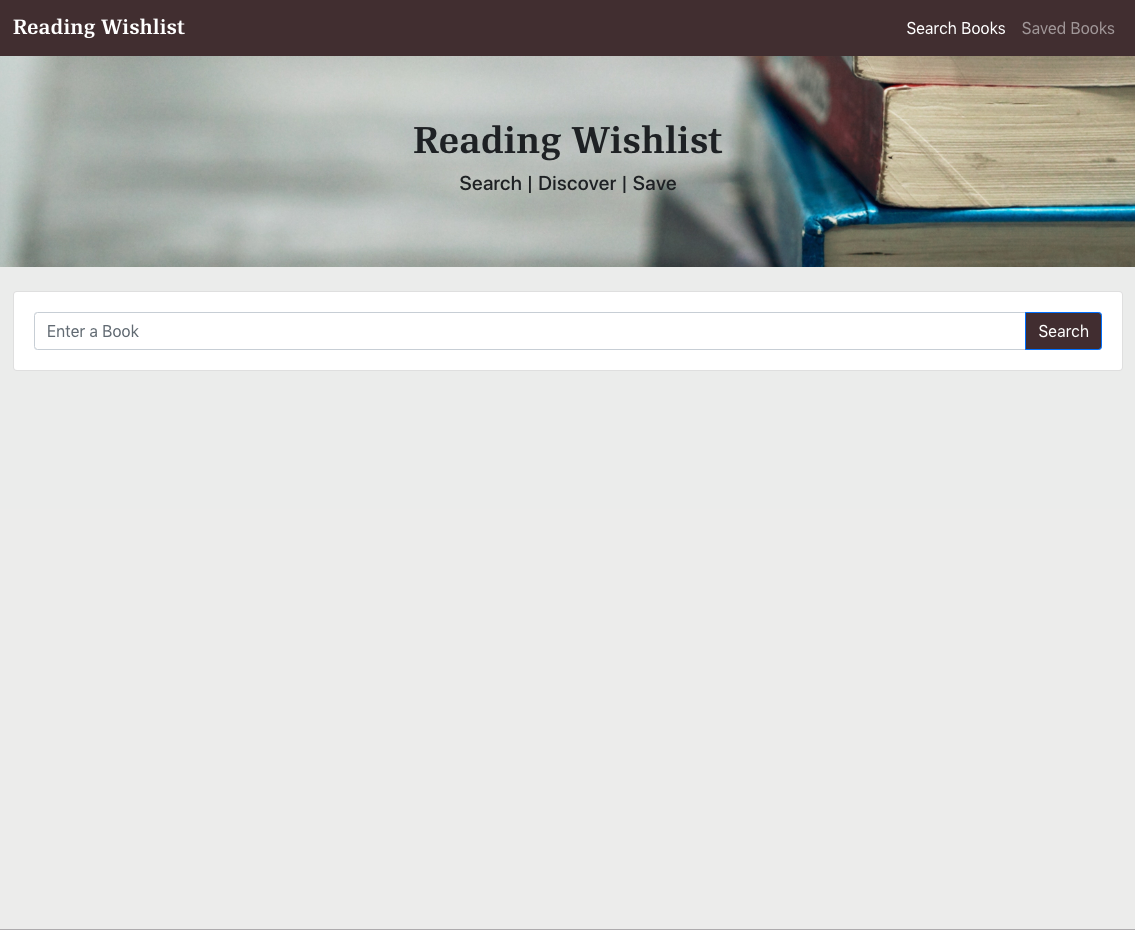 Reading Wishlist
Search Books Saved Books
Reading Wishlist
Search | Discover | Save
Enter a Book
Search